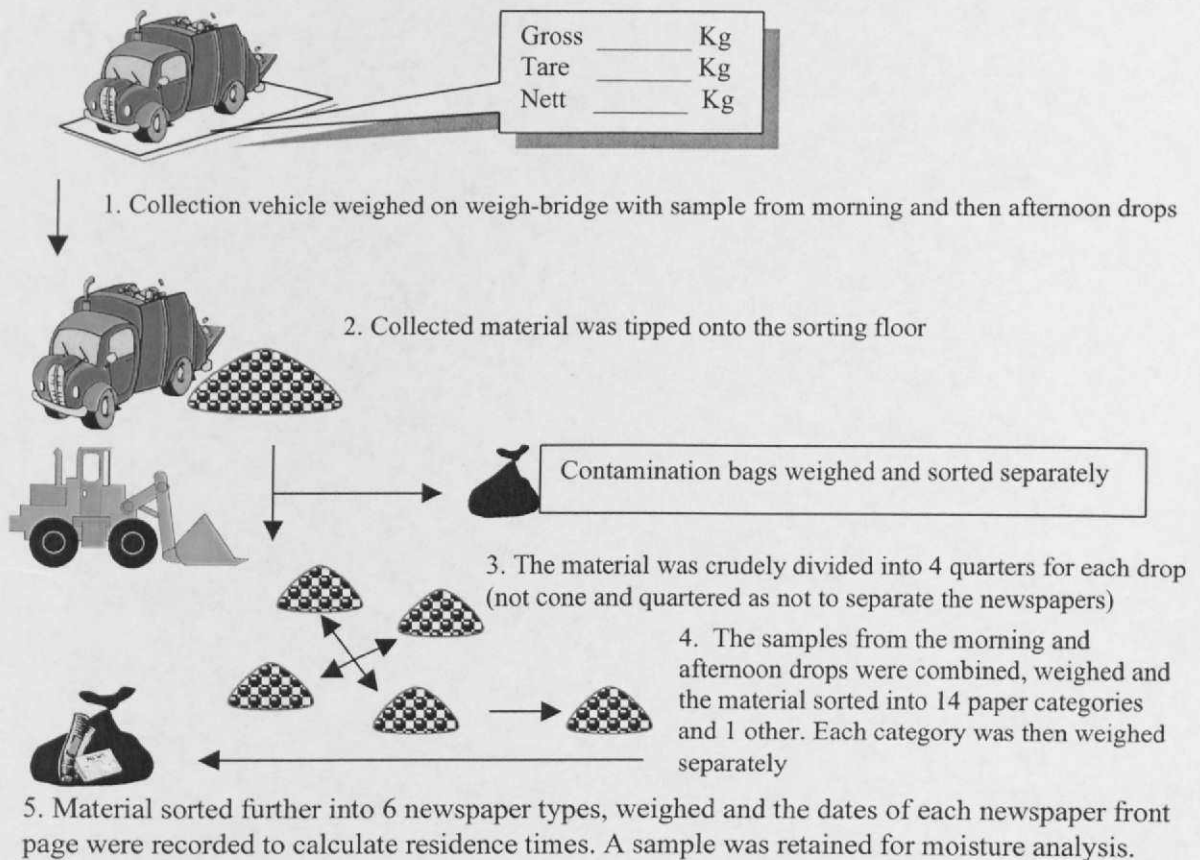 Gross ________ Kg
Tare ________ Kg
Nett ________ Kg
1. Collection vehicle weighed on weigh-bridge with sample from morning and then afternoon drops
2. Collected material was tipped onto the sorting floor
Contamination bags weighed and sorted separately
3. The material was crudely divided into 4 quarters for each drop
(not cone and quartered as not to separate the newspapers)
4. The samples from the morning and
afternoon drops were combined, weighed and
the material sorted into 14 paper categories
and 1 other. Each category was then weighed
separately
5. Material sorted further into 6 newspaper types, weighed and the dates of each newspaper front
page were recorded to calculate residence times. A sample was retained for moisture analysis.